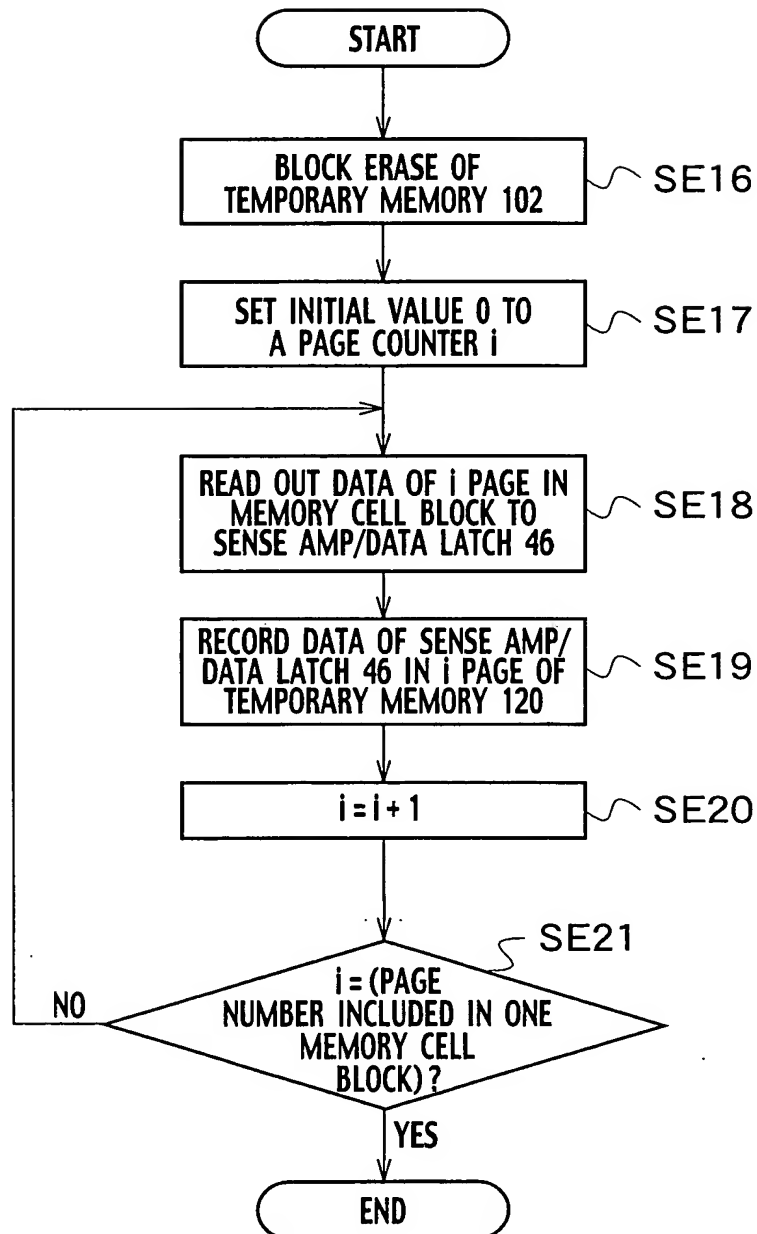 START
BLOCK ERASE OF
TEMPORARY MEMORY 102
SE16
SET INITIAL VALUE 0 TO
A PAGE COUNTER i
SE17
READ OUT DATA OF i PAGE IN
MEMORY CELL BLOCK TO
SENSE AMP/DATA LATCH 46
SE18
RECORD DATA OF SENSE AMP/
DATA LATCH 46 IN i PAGE OF
TEMPORARY MEMORY 120
SE19
i = i + 1
SE20
SE21
i = (PAGE
NUMBER INCLUDED IN ONE
MEMORY CELL
BLOCK) ?
NO
YES
END